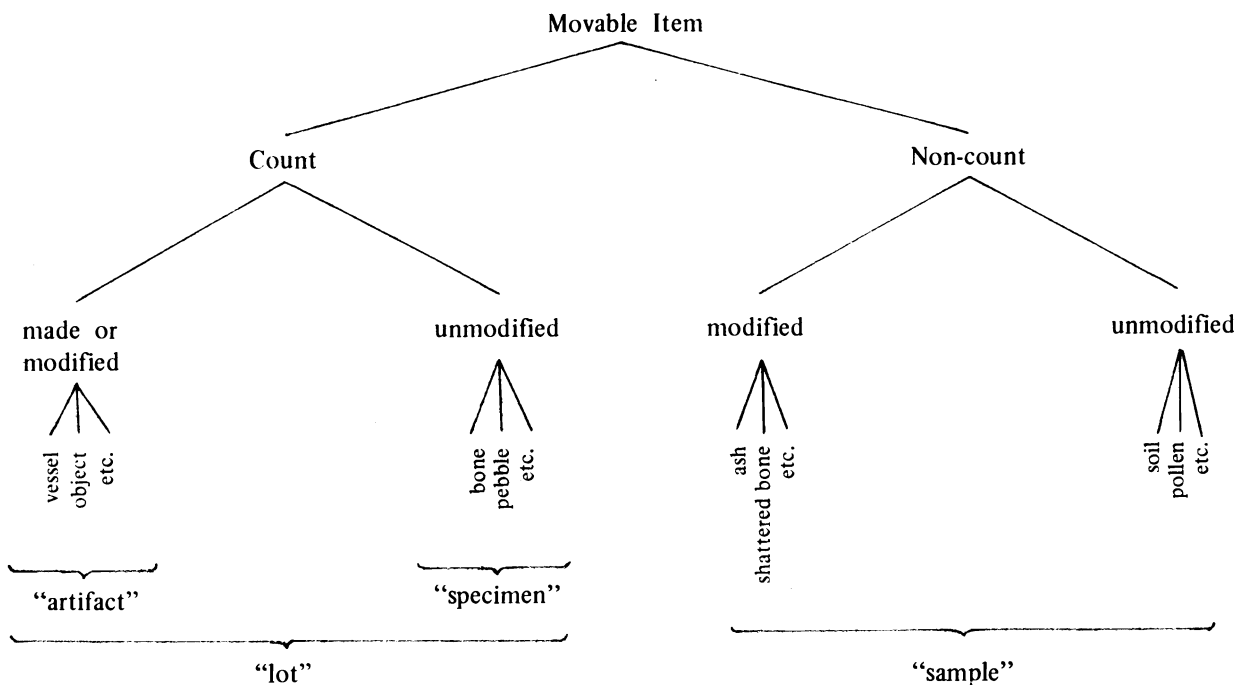 Movable Item
Count
Non-count
made or
modified
unmodified
modified
unmodified
vessel
object
etc.
bone
pebble
etc.
ash
shattered bone
etc.
soil
pollen
etc.
“artifact”
“specimen”
“lot”
“sample”